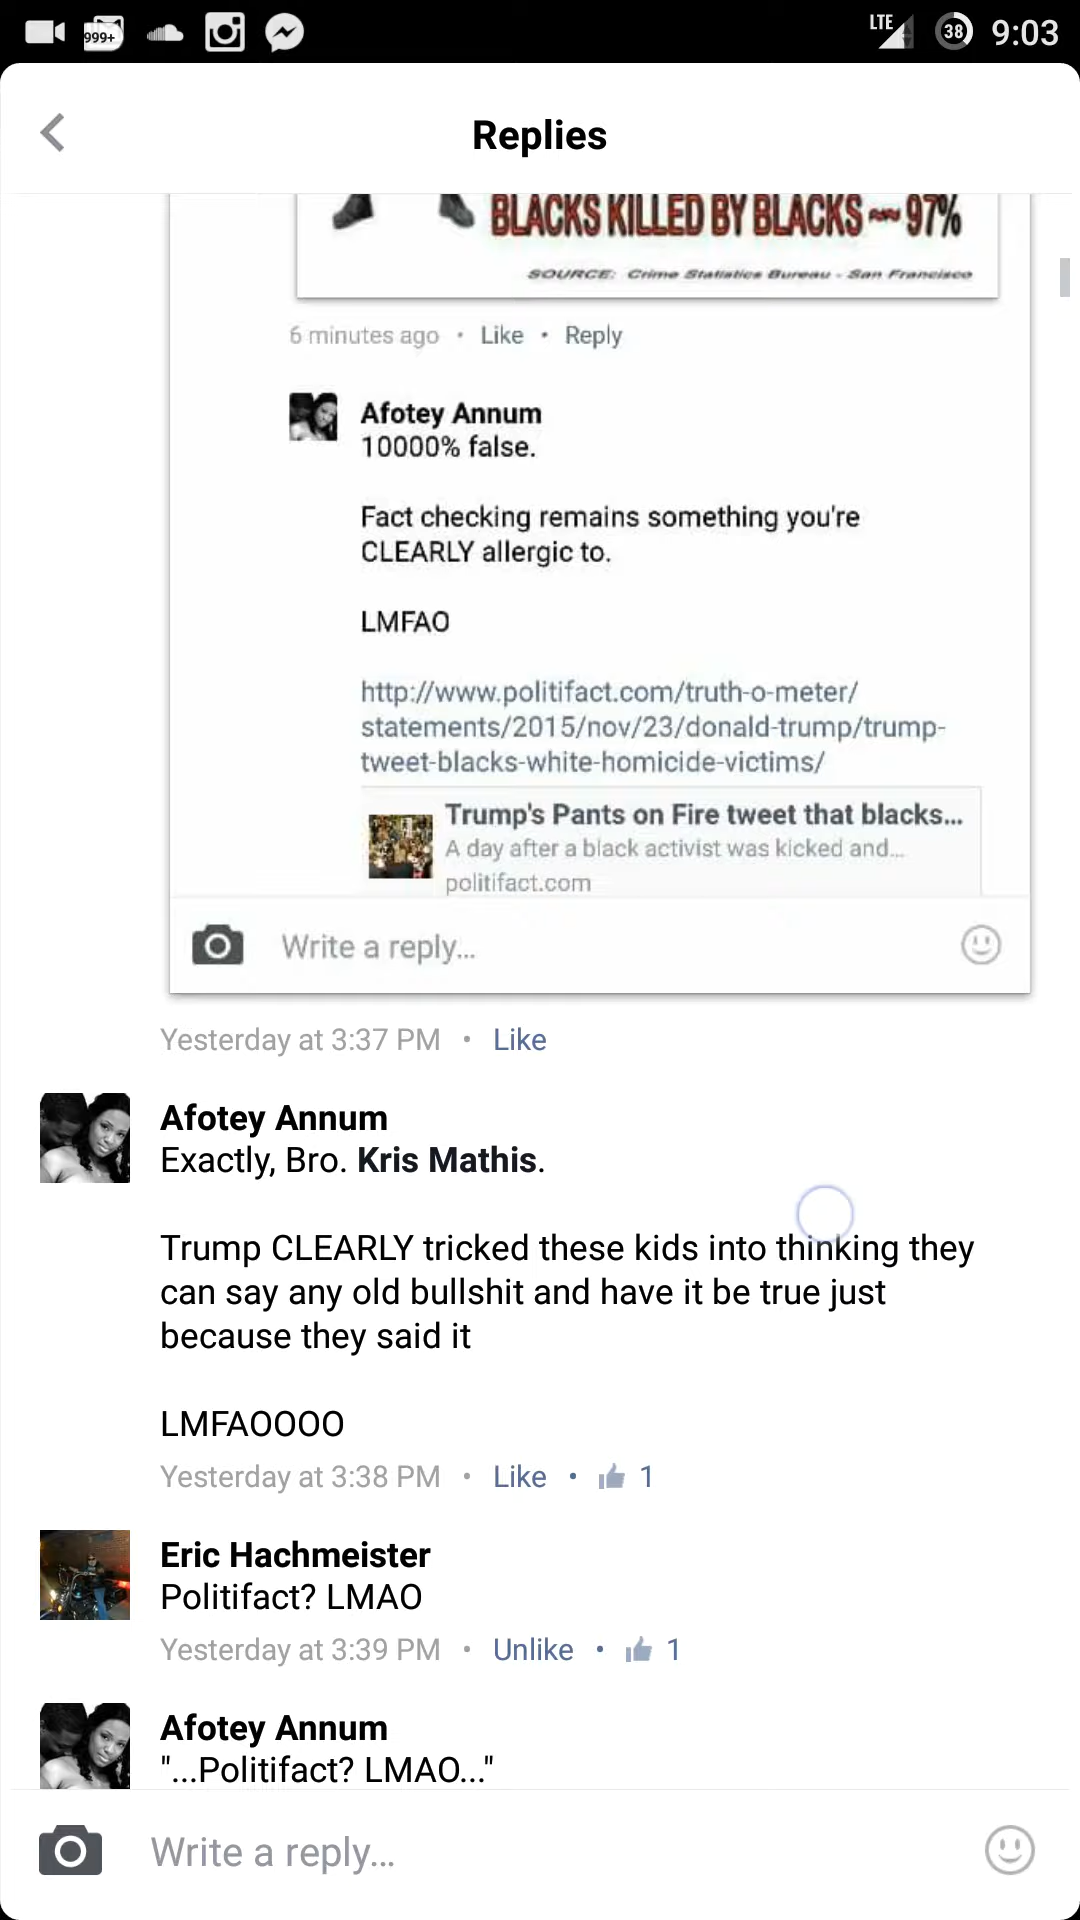 999+
LTE
38
9:03
Replies
BLACKS KILLED BY BLACKS ~~ 97%
SOURCE: Crime Statistics Bureau - San Francisco
6 minutes ago • Like • Reply
Afotey Annum
10000% false.
Fact checking remains something you're
CLEARLY allergic to.
LMFAO
http://www.politifact.com/truth-o-meter/
statements/2015/nov/23/donald-trump/trump-
tweet-blacks-white-homicide-victims/
Trump's Pants on Fire tweet that blacks...
A day after a black activist was kicked and...
politifact.com
Write a reply...
Yesterday at 3:37 PM • Like
Afotey Annum
Exactly, Bro. Kris Mathis.
Trump CLEARLY tricked these kids into thinking they
can say any old bullshit and have it be true just
because they said it
LMFAOOOO
Yesterday at 3:38 PM • Like • 1
Eric Hachmeister
Politifact? LMAO
Yesterday at 3:39 PM • Unlike • 1
Afotey Annum
"...Politifact? LMAO..."
Write a reply...